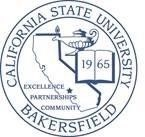 CALIFORNIA STATE UNIVERSITY
19 65
EXCELLENCE
PARTNERSHIPS
COMMUNITY
BAKERSFIELD